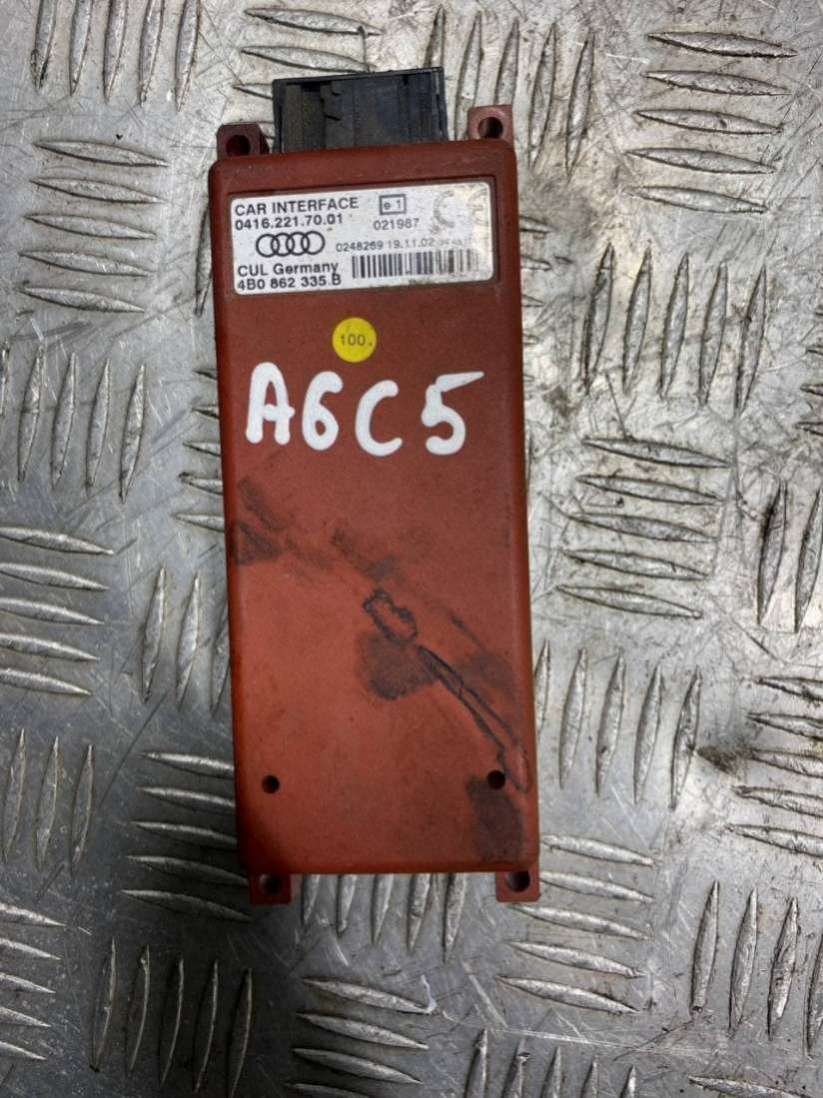 CAR INTERFACE
e 1
0416.221.70.01
021987
CE
0248269 19.11.02
CUL Germany
4B0 862 335 B
100.
A6C5